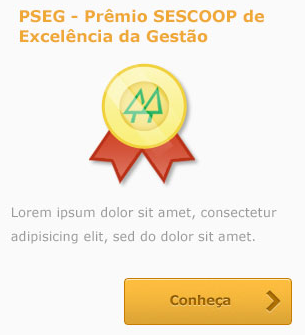 PSEG - Prêmio SESCOOP de
Excelência da Gestão
Lorem ipsum dolor sit amet, consectetur
adipisicing elit, sed do dolor sit amet.
Conheça